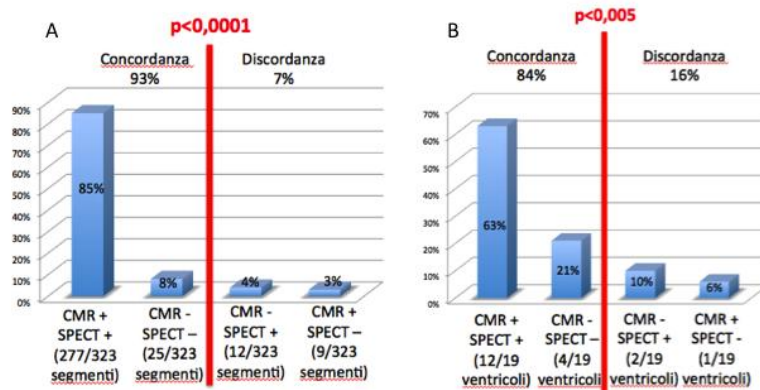 A
p<0,0001
Concordanza
93%
Discordanza
7%
90%
80%
70%
60%
50%
40%
30%
20%
10%
0%
85%
8%
4%
3%
CMR +
SPECT +
(277/323
segmenti)
CMR -
SPECT –
(25/323
segmenti)
CMR -
SPECT +
(12/323
segmenti)
CMR +
SPECT –
(9/323
segmenti)
B
p<0,005
Concordanza
84%
Discordanza
16%
70%
60%
50%
40%
30%
20%
10%
0%
63%
21%
10%
6%
CMR +
SPECT +
(12/19
ventricoli)
CMR -
SPECT –
(4/19
ventricoli)
CMR -
SPECT +
(2/19
ventricoli)
CMR +
SPECT -
(1/19
ventricoli)